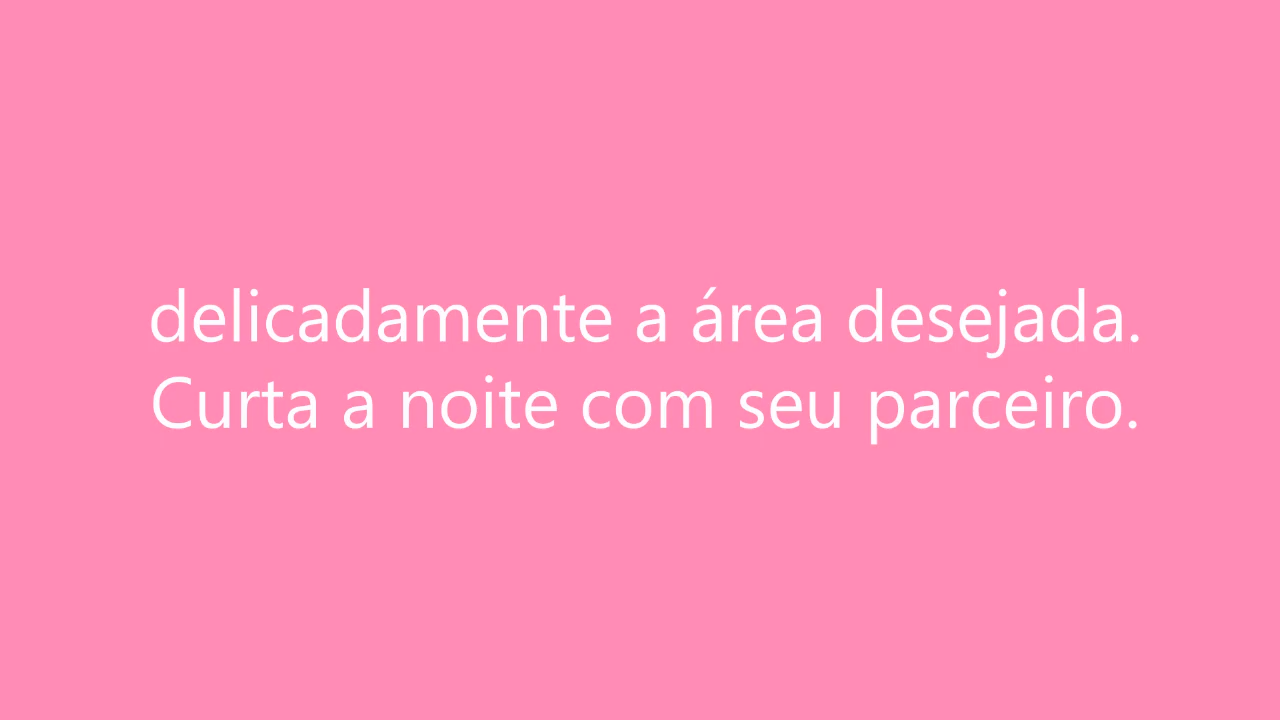 delicadamente a área desejada.
Curta a noite com seu parceiro.